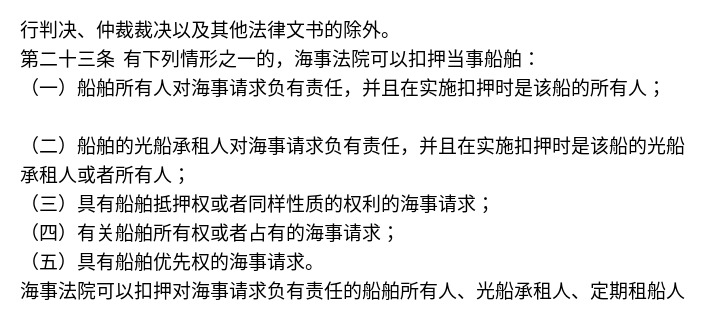 行判决、仲裁裁决以及其他法律文书的除外。
第二十三条 有下列情形之一的，海事法院可以扣押当事船舶：
（一）船舶所有人对海事请求负有责任，并且在实施扣押时是该船的所有人；
（二）船舶的光船承租人对海事请求负有责任，并且在实施扣押时是该船的光船
承租人或者所有人；
（三）具有船舶抵押权或者同样性质的权利的海事请求；
（四）有关船舶所有权或者占有的海事请求；
（五）具有船舶优先权的海事请求。
海事法院可以扣押对海事请求负有责任的船舶所有人、光船承租人、定期租船人